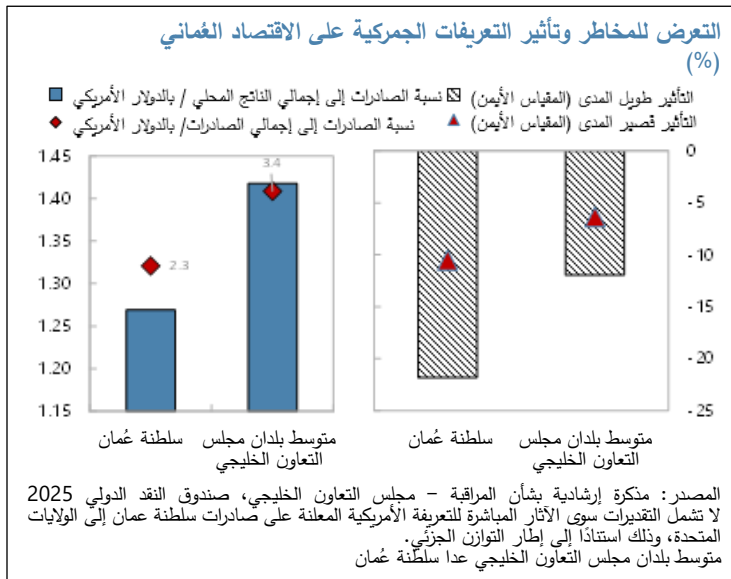 التعرض للمخاطر وتأثير التعريفات الجمركية على الاقتصاد العُماني
(%)
التأثير طويل المدى (المقياس الأيمن)
نسبة الصادرات إلى إجمالي الناتج المحلي / بالدولار الأمريكي
التأثير قصير المدى (المقياس الأيمن)
نسبة الصادرات إلى إجمالي الصادرات/ بالدولار الأمريكي
1.45
1.40
1.35
1.30
1.25
1.20
1.15
3.4
2.3
سلطنة عُمان
متوسط بلدان مجلس
التعاون الخليجي
0
- 5
- 10
- 15
- 20
- 25
سلطنة عُمان
متوسط بلدان مجلس
التعاون الخليجي
المصدر: مذكرة إرشادية بشأن المراقبة – مجلس التعاون الخليجي، صندوق النقد الدولي 2025
لا تشمل التقديرات سوى الآثار المباشرة للتعريفة الأمريكية المعلنة على صادرات سلطنة عمان إلى الولايات
المتحدة، وذلك استنادًا إلى إطار التوازن الجزئي.
متوسط بلدان مجلس التعاون الخليجي عدا سلطنة عُمان